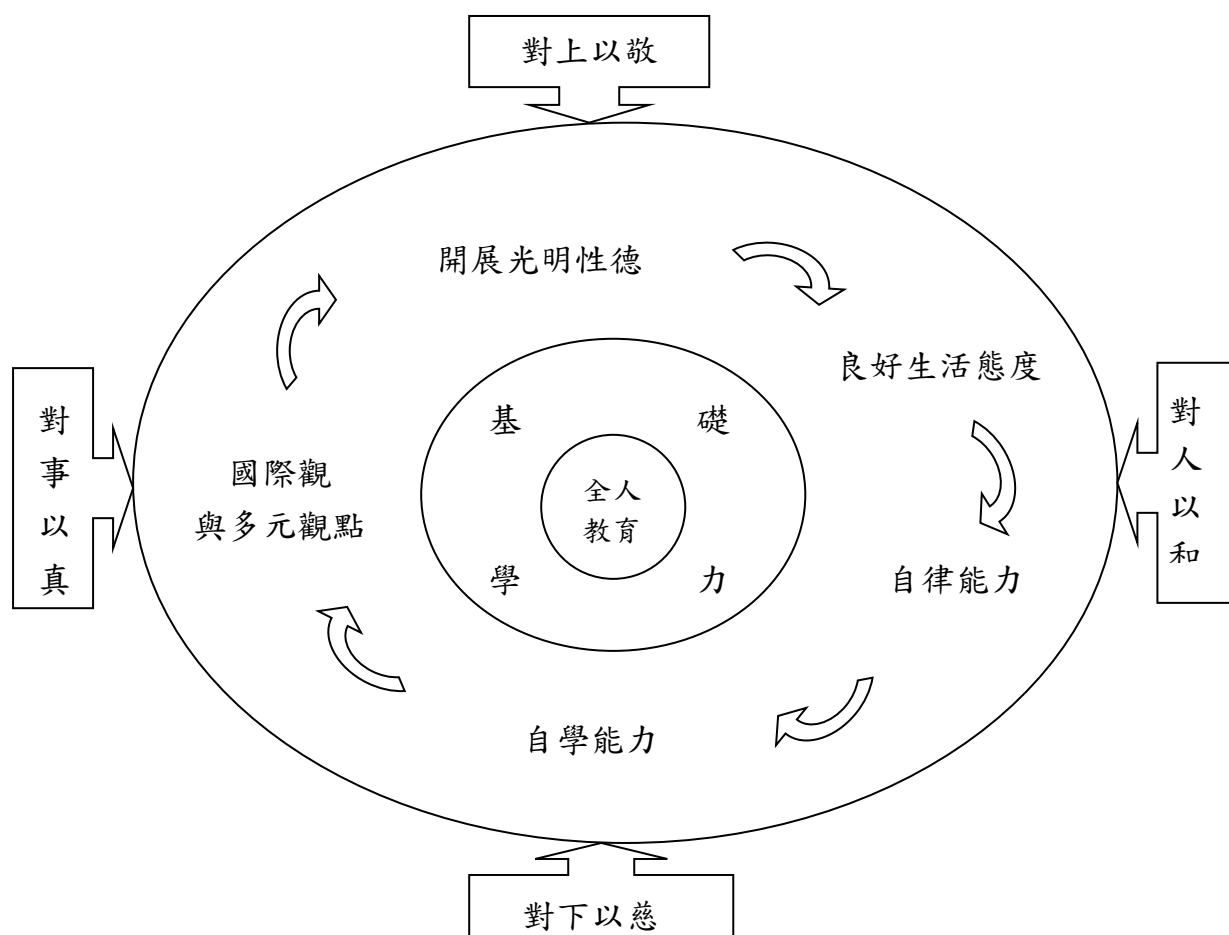 對上以敬
開展光明性德
良好生活態度
對人以和
對事以真
基礎
學力
全人
教育
國際觀
與多元觀點
自律能力
自學能力
對下以慈